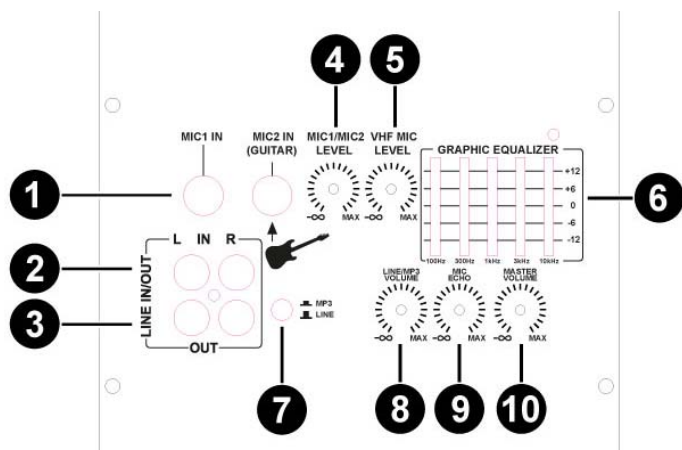 4
5
MIC1 IN
MIC2 IN
(GUITAR)
MIC1/MIC2
LEVEL
VHF MIC
LEVEL
GRAPHIC EQUALIZER
+12
+6
0
-6
-12
100Hz 300Hz 1kHz 3kHz 10kHz
6
-∞ MAX
-∞ MAX
1
2
3
L IN R
LINE IN/OUT
OUT
MP3
LINE
7
LINE/MP3
VOLUME
MIC
ECHO
MASTER
VOLUME
-∞ MAX
-∞ MAX
-∞ MAX
8
9
10